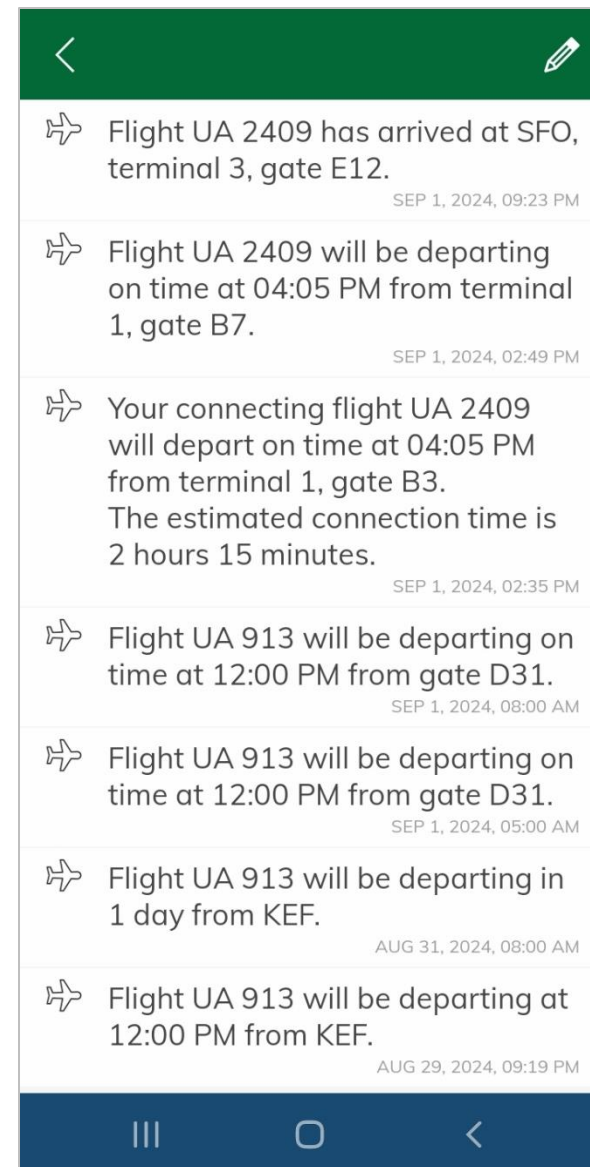 Flight UA 2409 has arrived at SFO,
terminal 3, gate E12.
SEP 1, 2024, 09:23 PM
Flight UA 2409 will be departing
on time at 04:05 PM from terminal
1, gate B7.
SEP 1, 2024, 02:49 PM
Your connecting flight UA 2409
will depart on time at 04:05 PM
from terminal 1, gate B3.
The estimated connection time is
2 hours 15 minutes.
SEP 1, 2024, 02:35 PM
Flight UA 913 will be departing on
time at 12:00 PM from gate D31.
SEP 1, 2024, 08:00 AM
Flight UA 913 will be departing on
time at 12:00 PM from gate D31.
SEP 1, 2024, 05:00 AM
Flight UA 913 will be departing in
1 day from KEF.
AUG 31, 2024, 08:00 AM
Flight UA 913 will be departing at
12:00 PM from KEF.
AUG 29, 2024, 09:19 PM